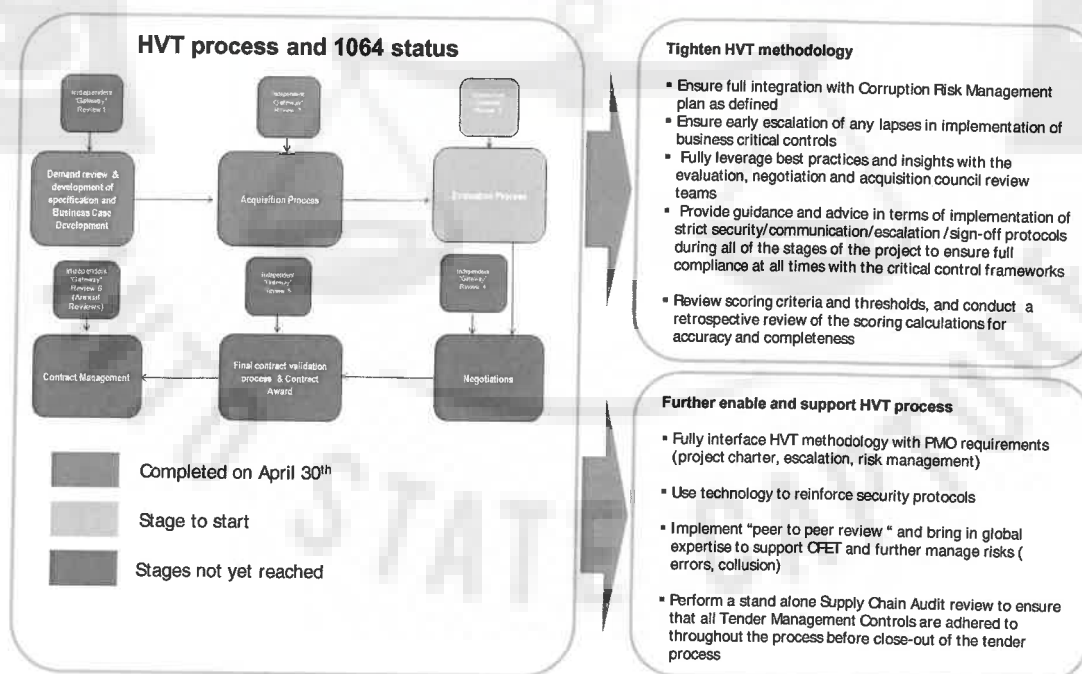 HVT process and 1064 status
Independent
'Gateway'
Review 1
Independent
'Gateway'
Review 2
Demand review &
development of
specification and
Business Case
Development
Acquisition Process
Evaluation Process
Independent
'Gateway'
Review 6
(Annual
Reviews)
Independent
'Gateway'
Review 5
Independent
'Gateway'
Review 4
Contract Management
Final contract validation
process & Contract
Award
Negotiations
Completed on April 30th
Stage to start
Stages not yet reached
Tighten HVT methodology
▪ Ensure full integration with Corruption Risk Management
plan as defined
▪ Ensure early escalation of any lapses in implementation of
business critical controls
▪ Fully leverage best practices and insights with the
evaluation, negotiation and acquisition council review
teams
▪ Provide guidance and advice in terms of implementation of
strict security/communication/escalation/sign-off protocols
during all of the stages of the project to ensure full
compliance at all times with the critical control frameworks
▪ Review scoring criteria and thresholds, and conduct a
retrospective review of the scoring calculations for
accuracy and completeness
Further enable and support HVT process
▪ Fully interface HVT methodology with PMO requirements
(project charter, escalation, risk management)
▪ Use technology to reinforce security protocols
▪ Implement "peer to peer review " and bring in global
expertise to support CFET and further manage risks (
errors, collusion)
▪ Perform a stand alone Supply Chain Audit review to ensure
that all Tender Management Controls are adhered to
throughout the process before close-out of the tender
process
STATE